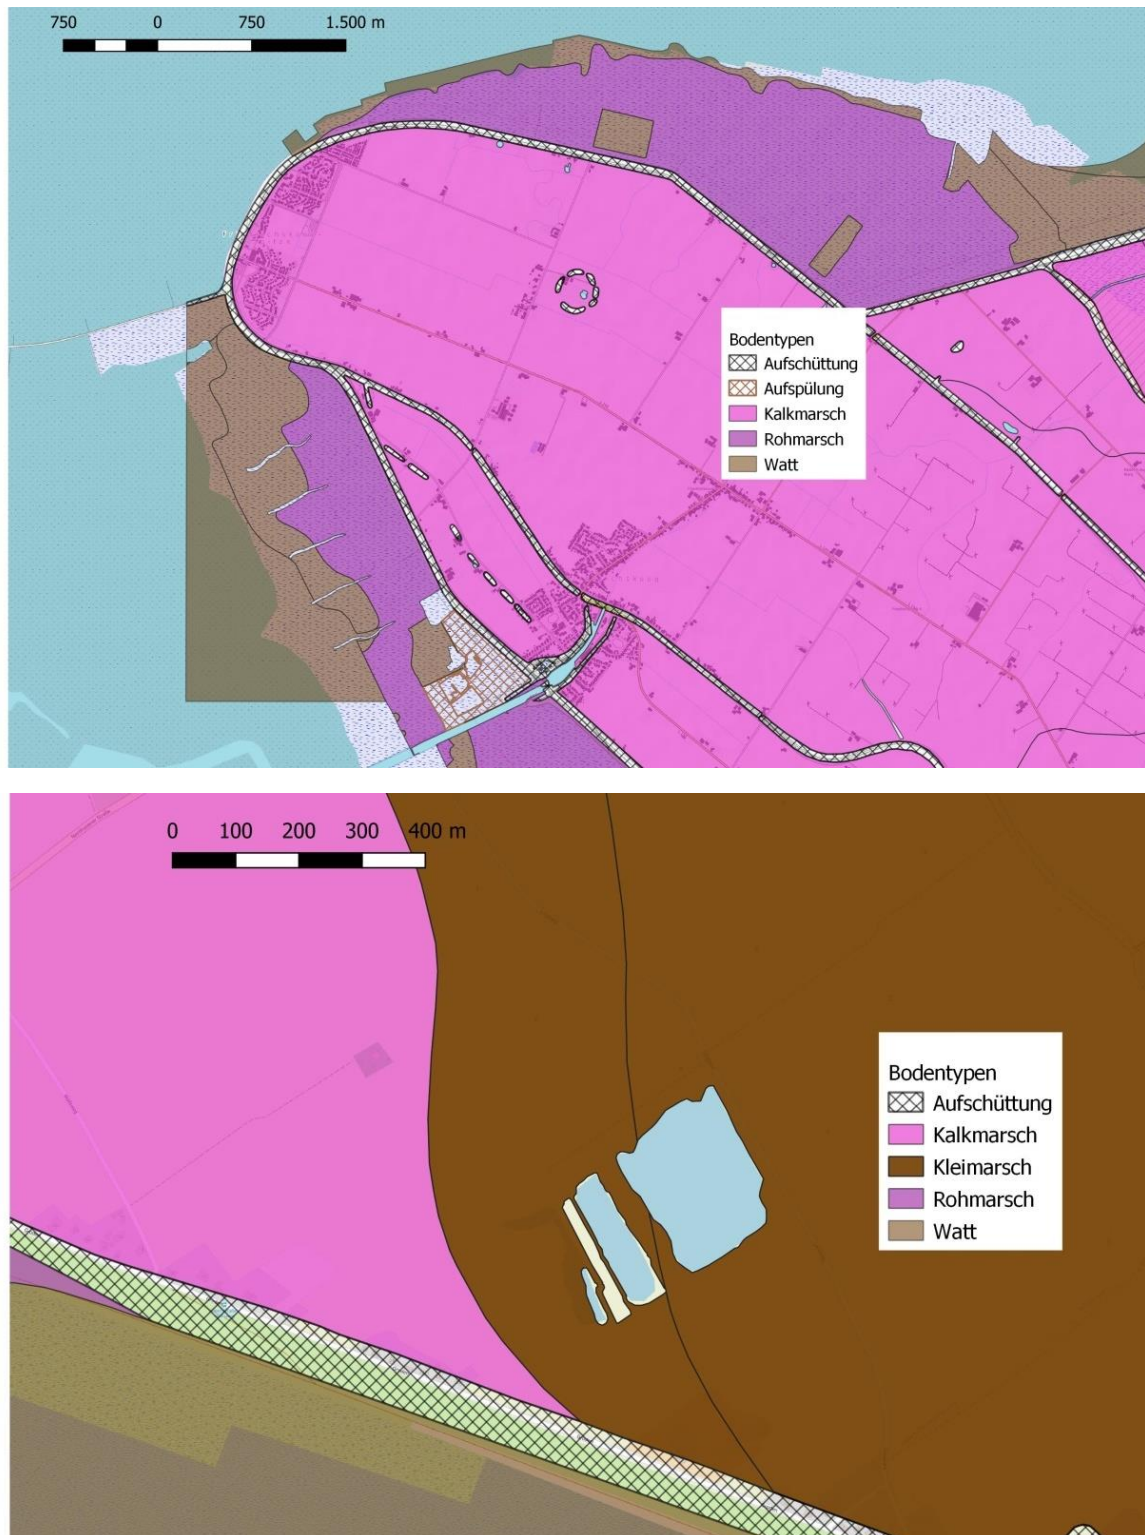 750 0 750 1.500 m
Bodentypen
Aufschüttung
Aufspülung
Kalkmarsch
Rohmarsch
Watt
0 100 200 300 400 m
Bodentypen
Aufschüttung
Kalkmarsch
Kleimarsch
Rohmarsch
Watt